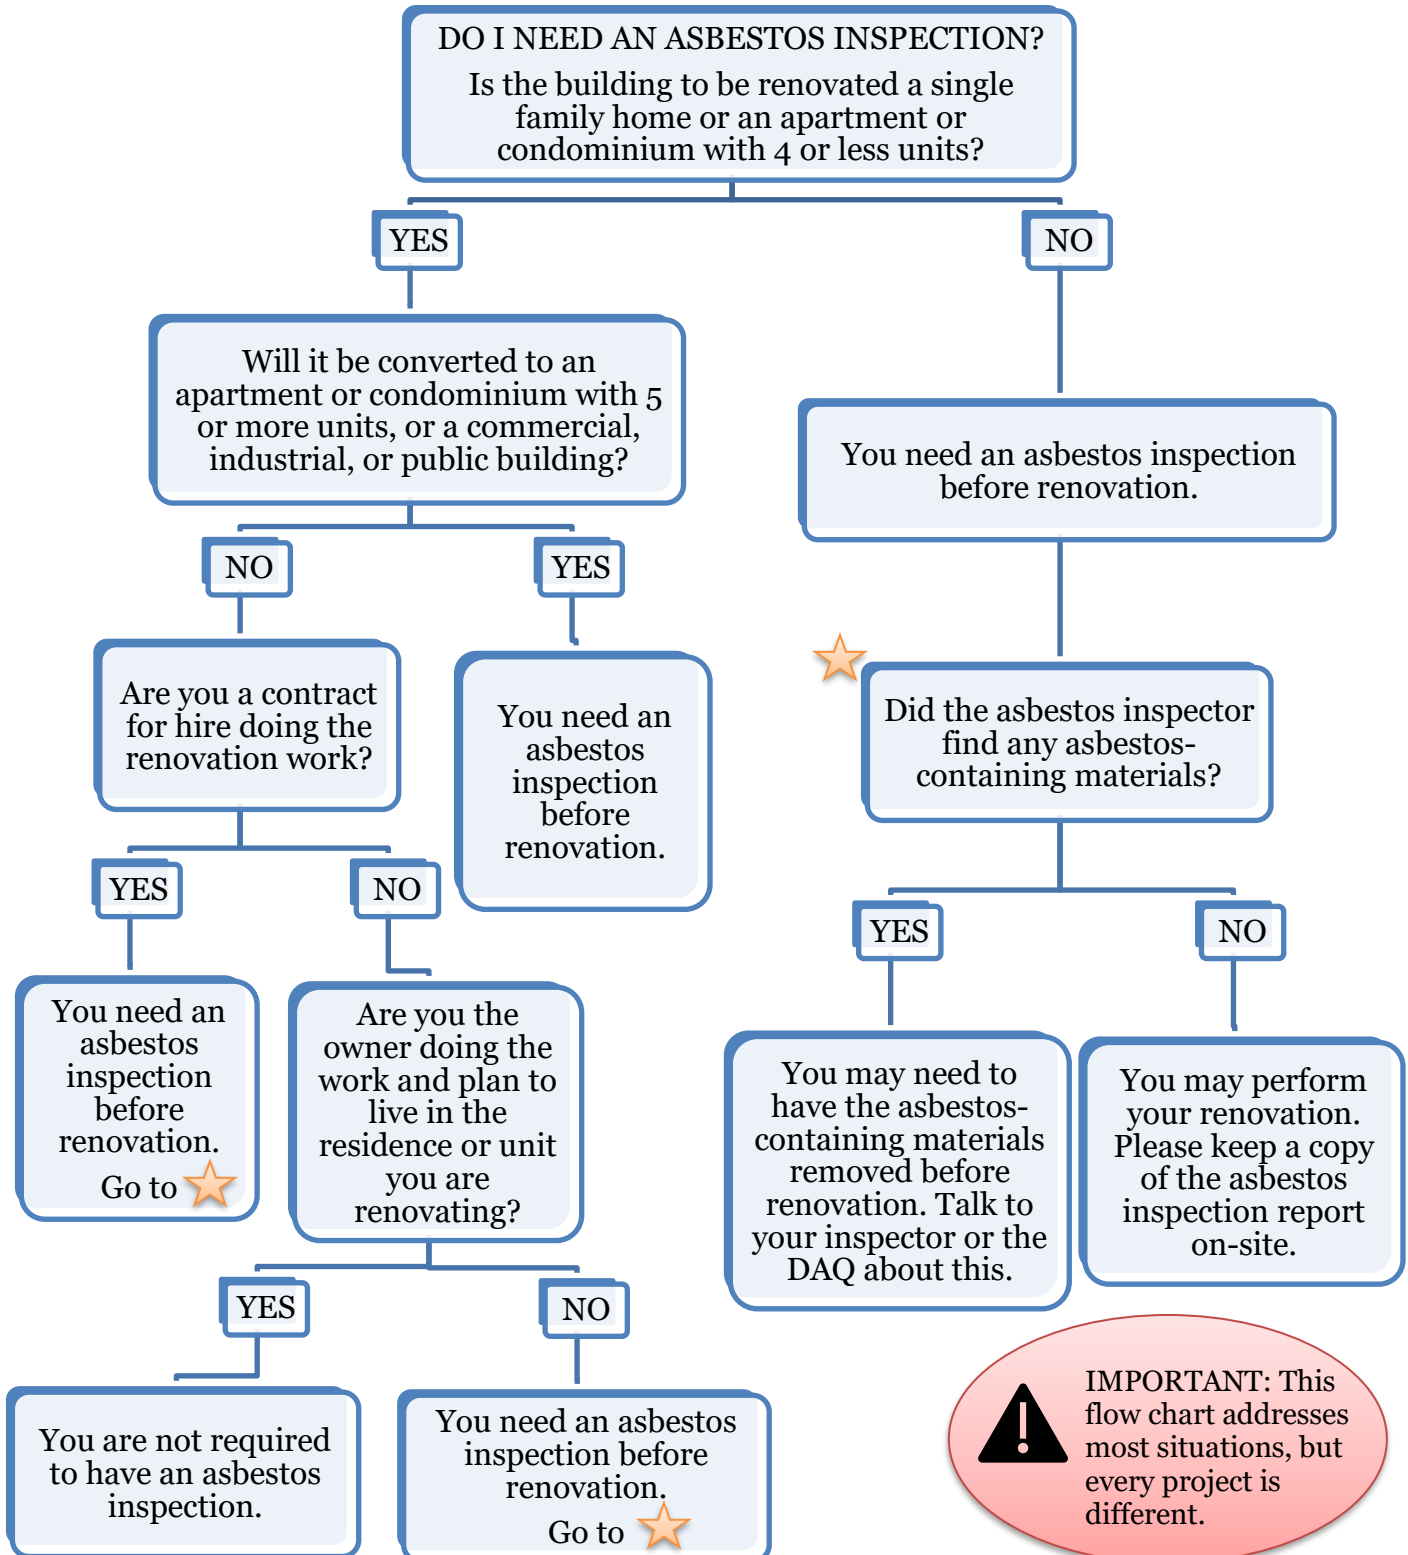 DO I NEED AN ASBESTOS INSPECTION?
Is the building to be renovated a single
family home or an apartment or
condominium with 4 or less units?
YES
NO
Will it be converted to an
apartment or condominium with 5
or more units, or a commercial,
industrial, or public building?
You need an asbestos inspection
before renovation.
NO
YES
Are you a contract
for hire doing the
renovation work?
You need an
asbestos
inspection
before
renovation.
Did the asbestos inspector
find any asbestos-
containing materials?
YES
NO
YES
NO
You need an
asbestos
inspection
before
renovation.
Go to
Are you the
owner doing the
work and plan to
live in the
residence or unit
you are
renovating?
You may need to
have the asbestos-
containing materials
removed before
renovation. Talk to
your inspector or the
DAQ about this.
You may perform
your renovation.
Please keep a copy
of the asbestos
inspection report
on-site.
YES
NO
You are not required
to have an asbestos
inspection.
You need an asbestos
inspection before
renovation.
Go to
IMPORTANT: This
flow chart addresses
most situations, but
every project is
different.